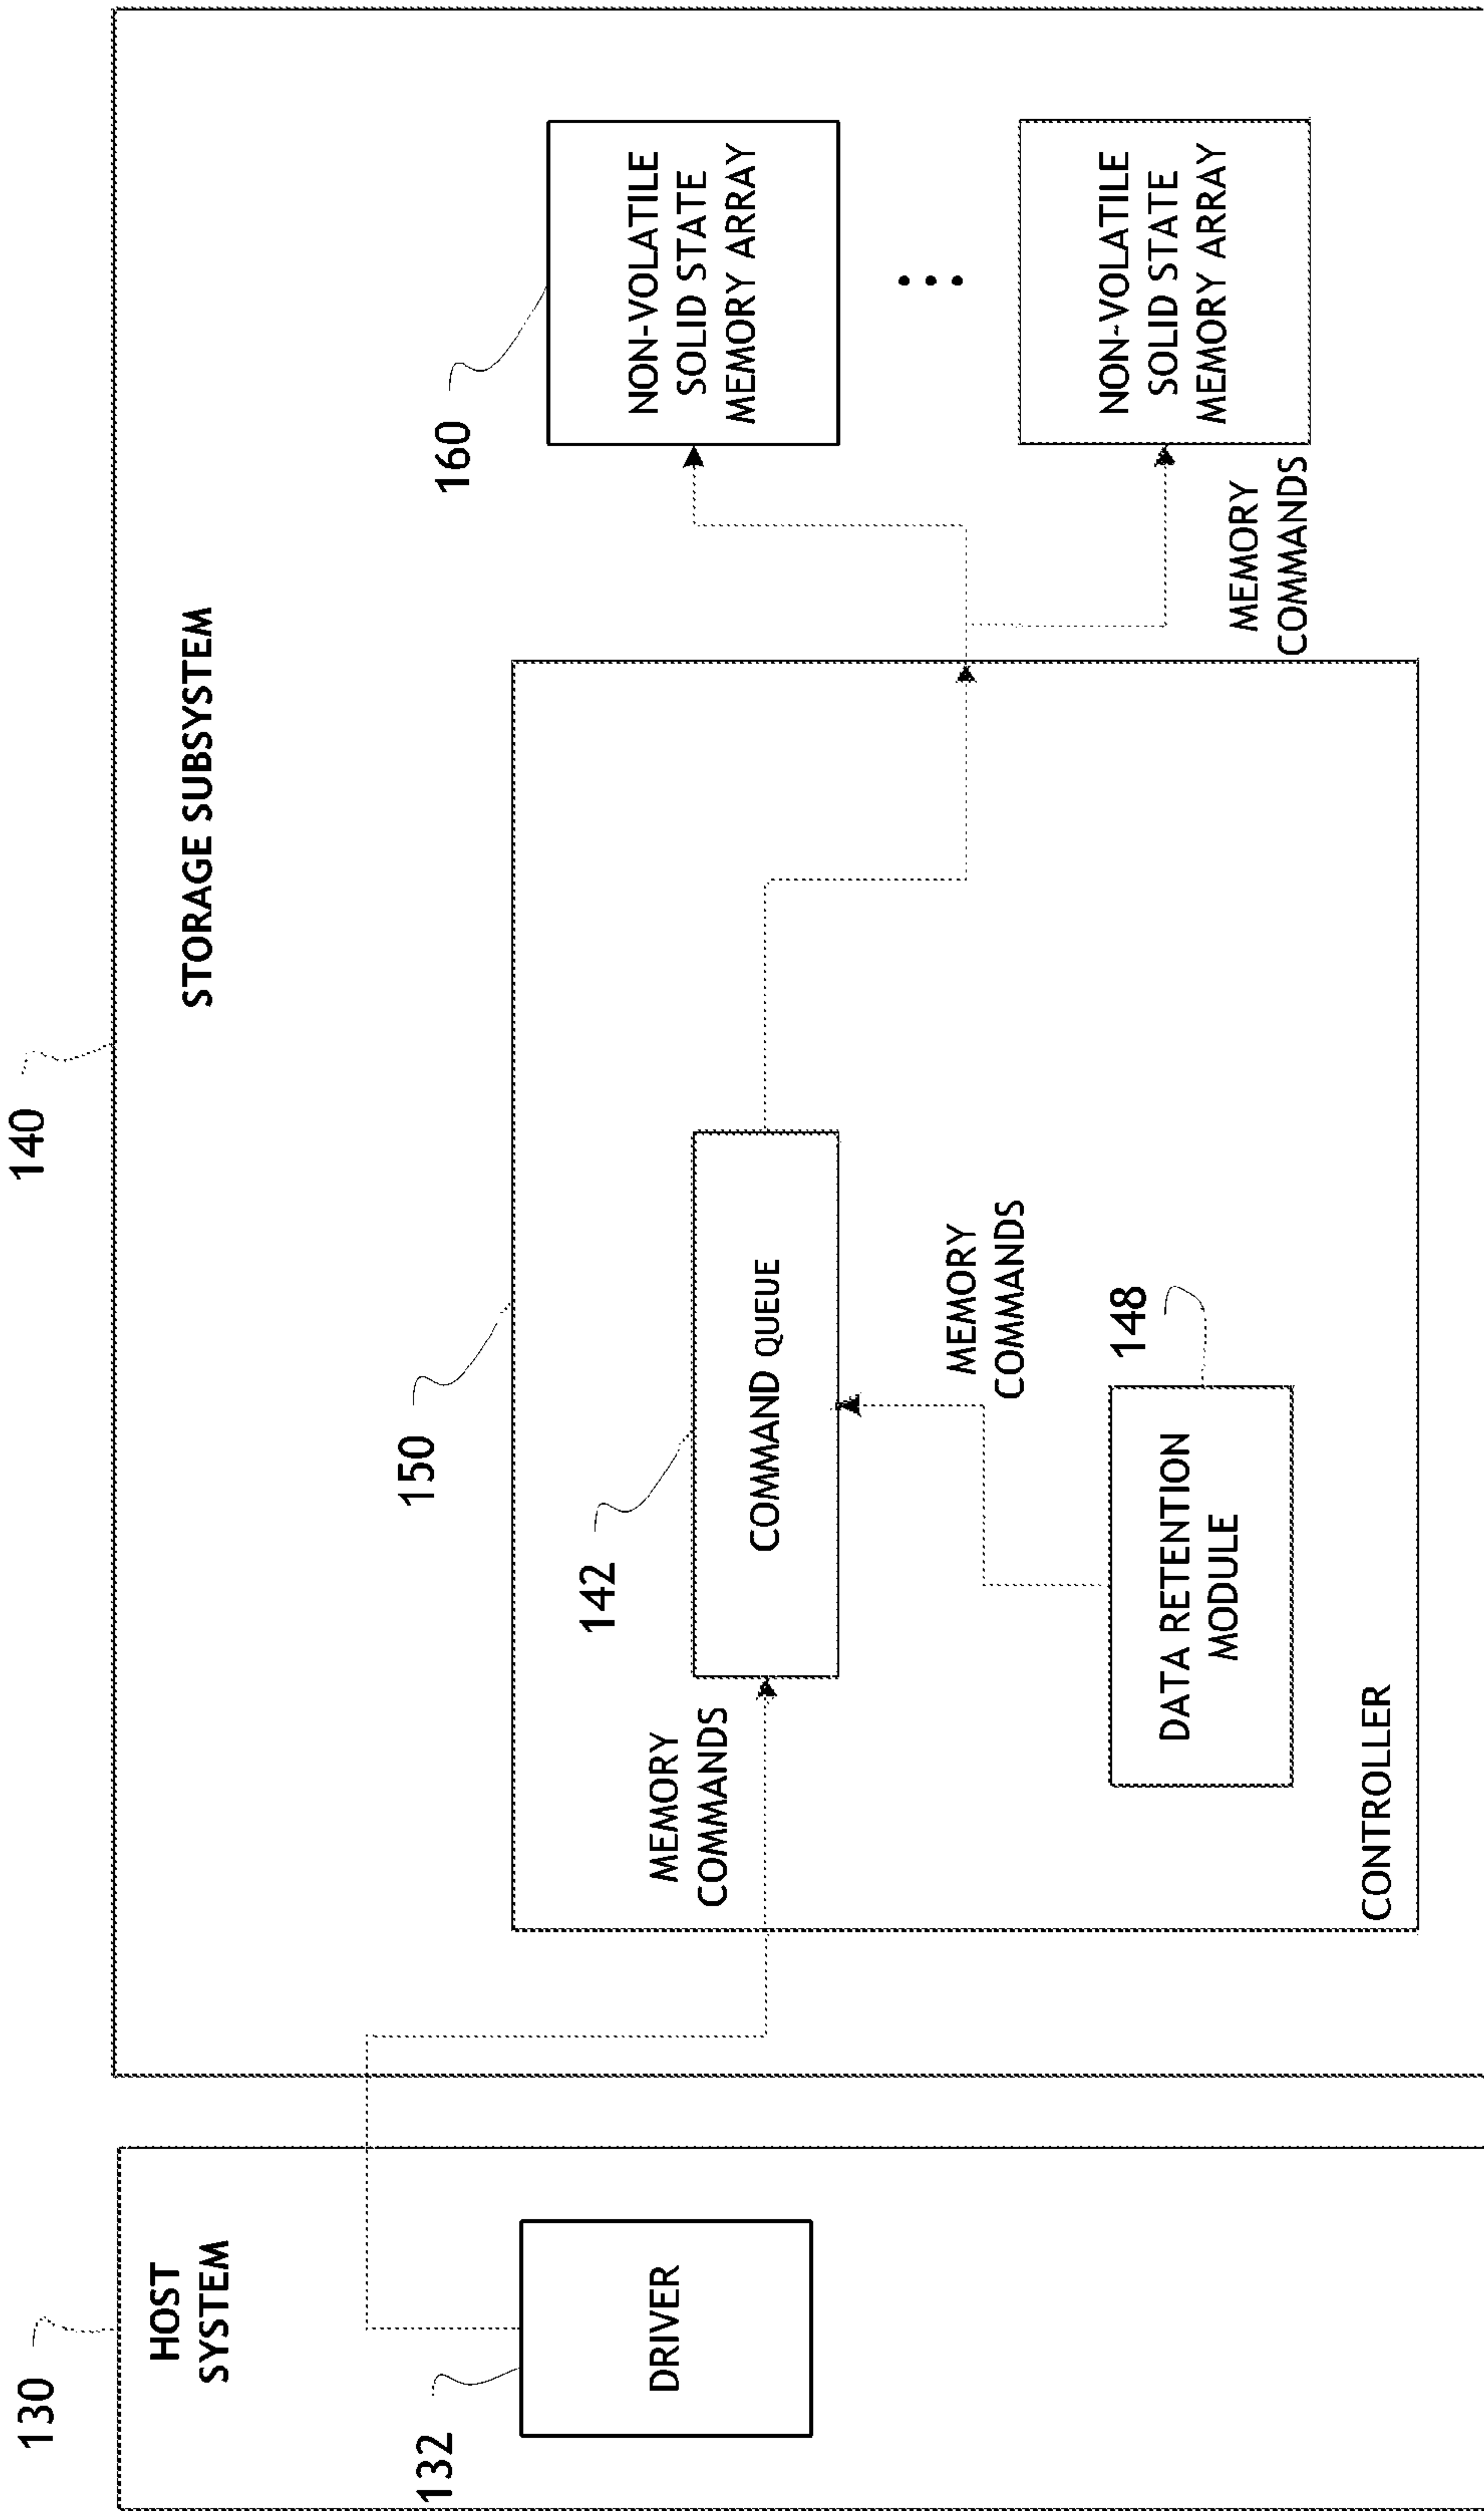 130
HOST
SYSTEM
132
DRIVER
140
STORAGE SUBSYSTEM
150
142
COMMAND QUEUE
MEMORY
COMMANDS
MEMORY
COMMANDS
148
DATA RETENTION
MODULE
CONTROLLER
160
NON-VOLATILE
SOLID STATE
MEMORY ARRAY
NON-VOLATILE
SOLID STATE
MEMORY ARRAY
MEMORY
COMMANDS